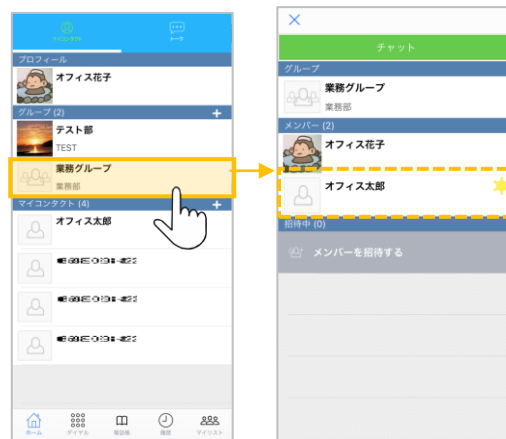 マイコンタクト
トーク
プロフィール
オフィス花子
グループ (2)
+
テスト部
TEST
業務グループ
業務部
マイコンタクト (4)
+
オフィス太郎
ホーム
ダイヤル
電話帳
履歴
マイリスト
×
チャット
グループ
業務グループ
業務部
メンバー (2)
オフィス花子
オフィス太郎
招待中 (0)
メンバーを招待する